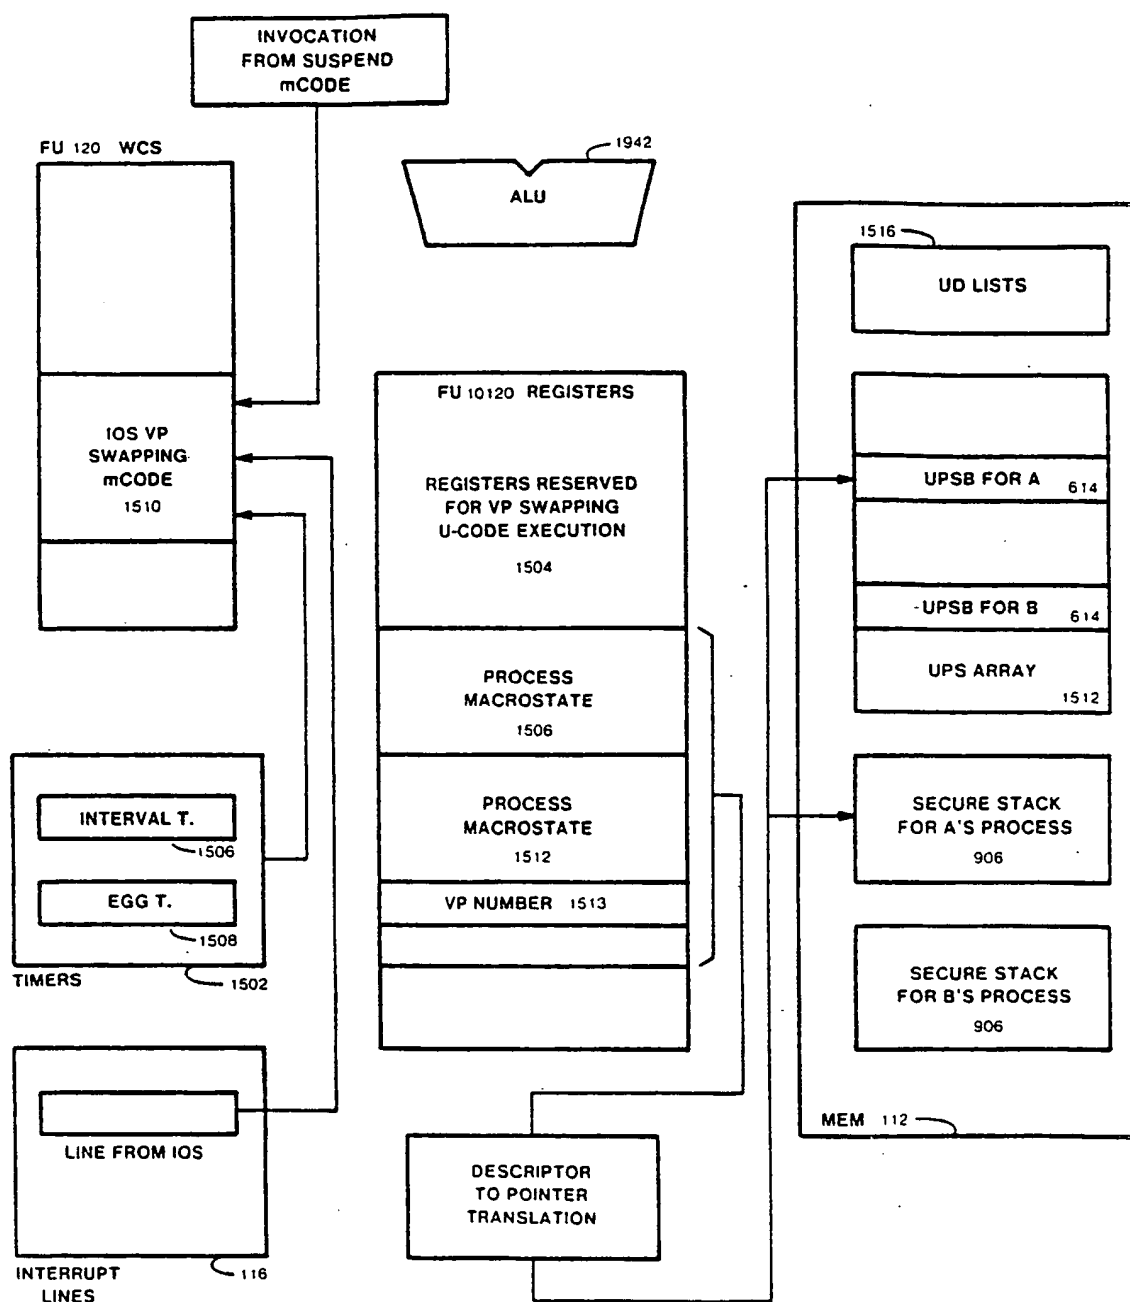 INVOCATION
FROM SUSPEND
mCODE
FU 120 WCS
1942
ALU
1516
UD LISTS
FU 10120 REGISTERS
IOS VP
SWAPPING
mCODE
1510
REGISTERS RESERVED
FOR VP SWAPPING
U-CODE EXECUTION
1504
UPSB FOR A 614
UPSB FOR B 614
UPS ARRAY
1512
PROCESS
MACROSTATE
1506
PROCESS
MACROSTATE
1512
VP NUMBER 1513
INTERVAL T.
1506
EGG T.
1508
TIMERS 1502
SECURE STACK
FOR A'S PROCESS
906
SECURE STACK
FOR B'S PROCESS
906
MEM 112
LINE FROM IOS
116
INTERRUPT
LINES
DESCRIPTOR
TO POINTER
TRANSLATION